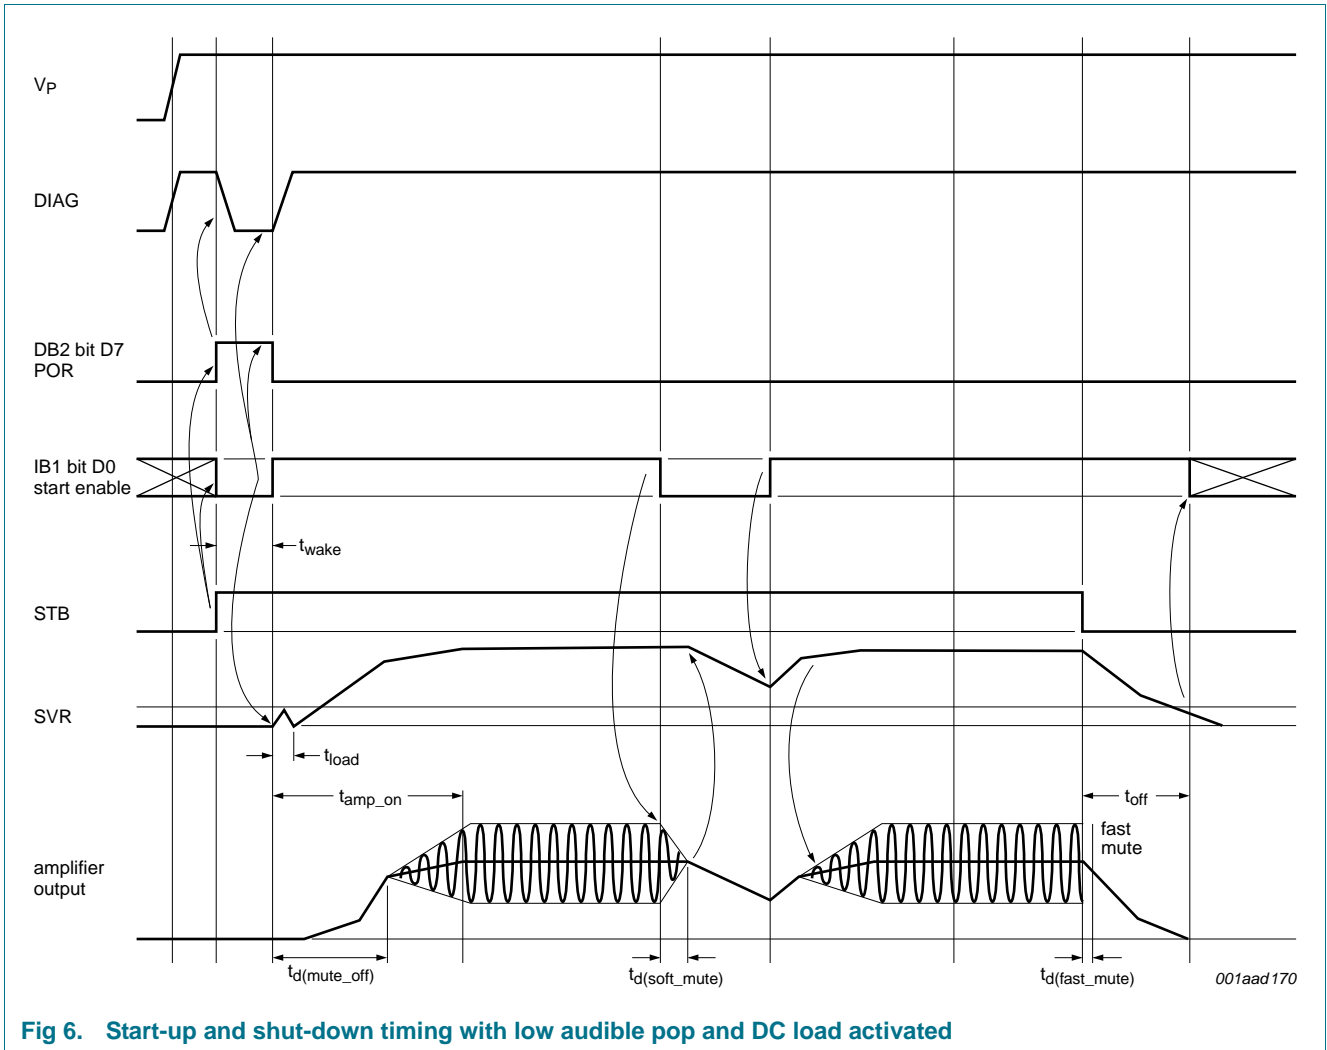 VP
DIAG
DB2 bit D7
POR
IB1 bit D0
start enable
twake
STB
SVR
tload
tamp_on
toff
fast
mute
amplifier
output
td(mute_off)
td(soft_mute)
td(fast_mute)
001aad170
Fig 6. Start-up and shut-down timing with low audible pop and DC load activated